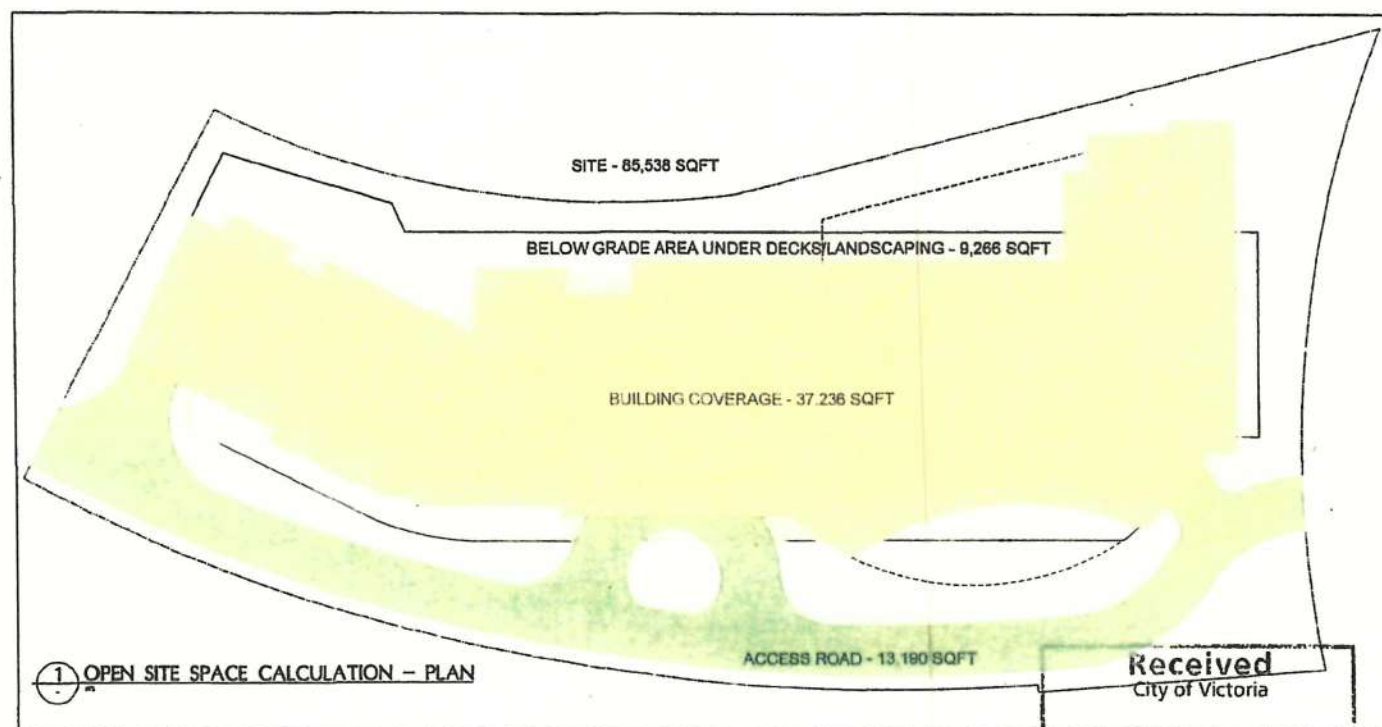 SITE - 85,538 SQFT
BELOW GRADE AREA UNDER DECKS/LANDSCAPING - 9,266 SQFT
BUILDING COVERAGE - 37.236 SQFT
ACCESS ROAD - 13,190 SQFT
1 OPEN SITE SPACE CALCULATION – PLAN
Received
City of Victoria